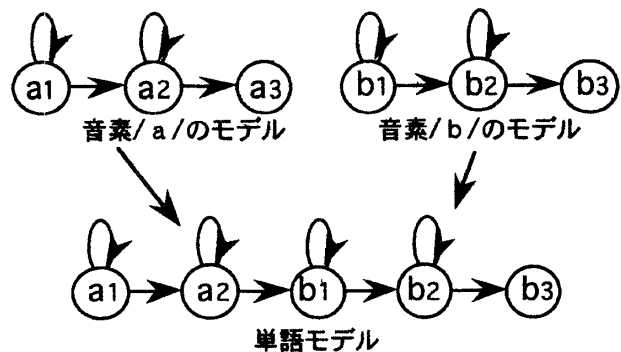 a1 a2 a3 b1 b2 b3
音素/a/のモデル 音素/b/のモデル
a1 a2 b1 b2 b3
単語モデル